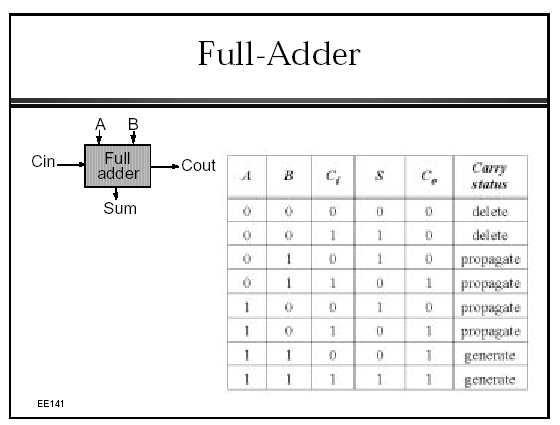 Full-Adder
A B
Cin Full adder Cout
Sum
A B Ci S Co Carry status
0 0 0 0 0 delete
0 0 1 1 0 delete
0 1 0 1 0 propagate
0 1 1 0 1 propagate
1 0 0 1 0 propagate
1 0 1 0 1 propagate
1 1 0 0 1 generate
1 1 1 1 1 generate
EE141